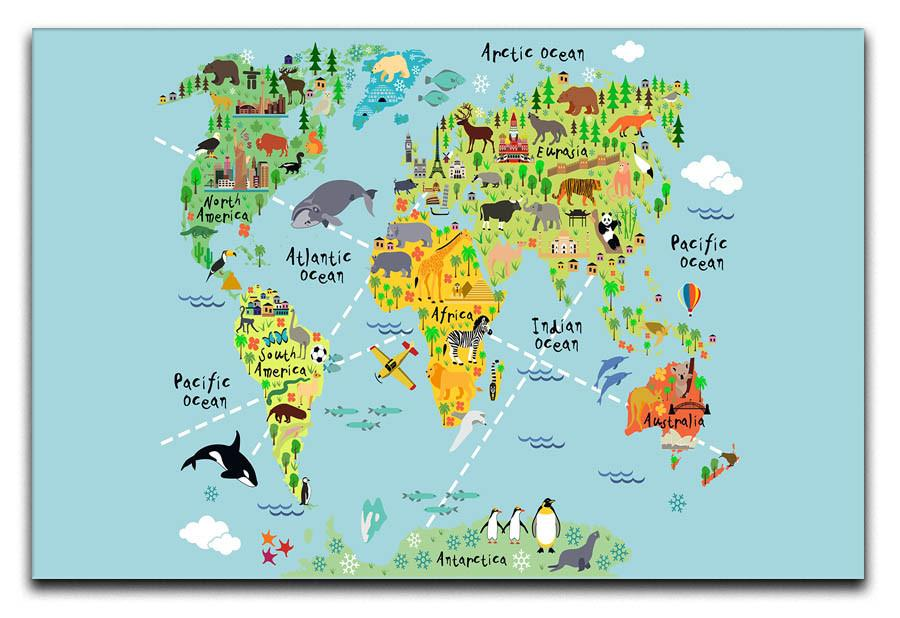 Arctic Ocean
Eurasia
North
America
Atlantic
Ocean
Pacific
Ocean
Africa
Indian
Ocean
South
America
Pacific
Ocean
Australia
Antarctica